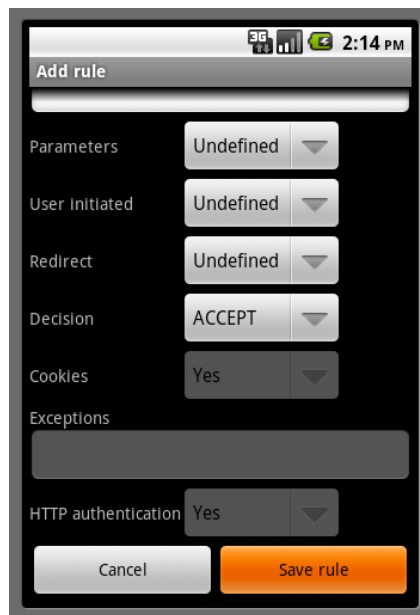 3G 2:14 PM
Add rule
Parameters Undefined
User initiated Undefined
Redirect Undefined
Decision ACCEPT
Cookies Yes
Exceptions
HTTP authentication Yes
Cancel Save rule